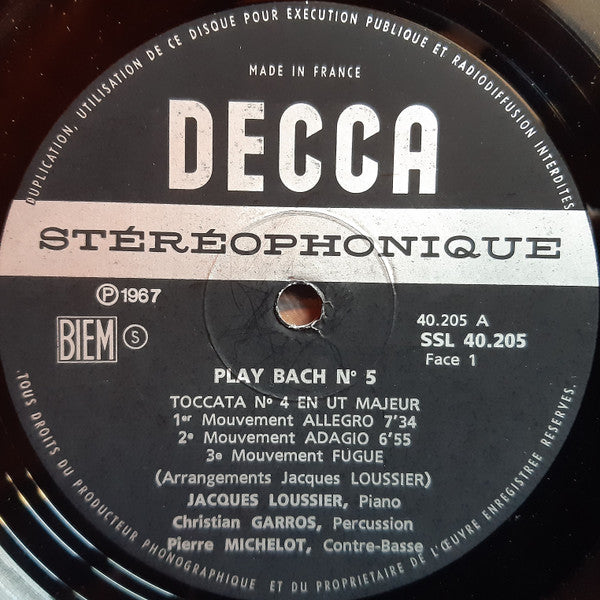 DUPLICATION, UTILISATION DE CE DISQUE POUR EXECUTION PUBLIQUE ET RADIODIFFUSION INTERDITES
MADE IN FRANCE
DECCA
STÉRÉOPHONIQUE
Ⓟ1967
BIEM Ⓢ
40.205 A
SSL 40.205
Face 1
PLAY BACH Nº 5
TOCCATA Nº 4 EN UT MAJEUR
1er Mouvement ALLEGRO 7'34
2e Mouvement ADAGIO 6'55
3e Mouvement FUGUE
(Arrangements Jacques LOUSSIER)
JACQUES LOUSSIER, Piano
Christian GARROS, Percussion
Pierre MICHELOT, Contre-Basse
TOUS DROITS DU PRODUCTEUR PHONOGRAPHIQUE ET DU PROPRIETAIRE DE L'ŒUVRE ENREGISTREE RESERVES